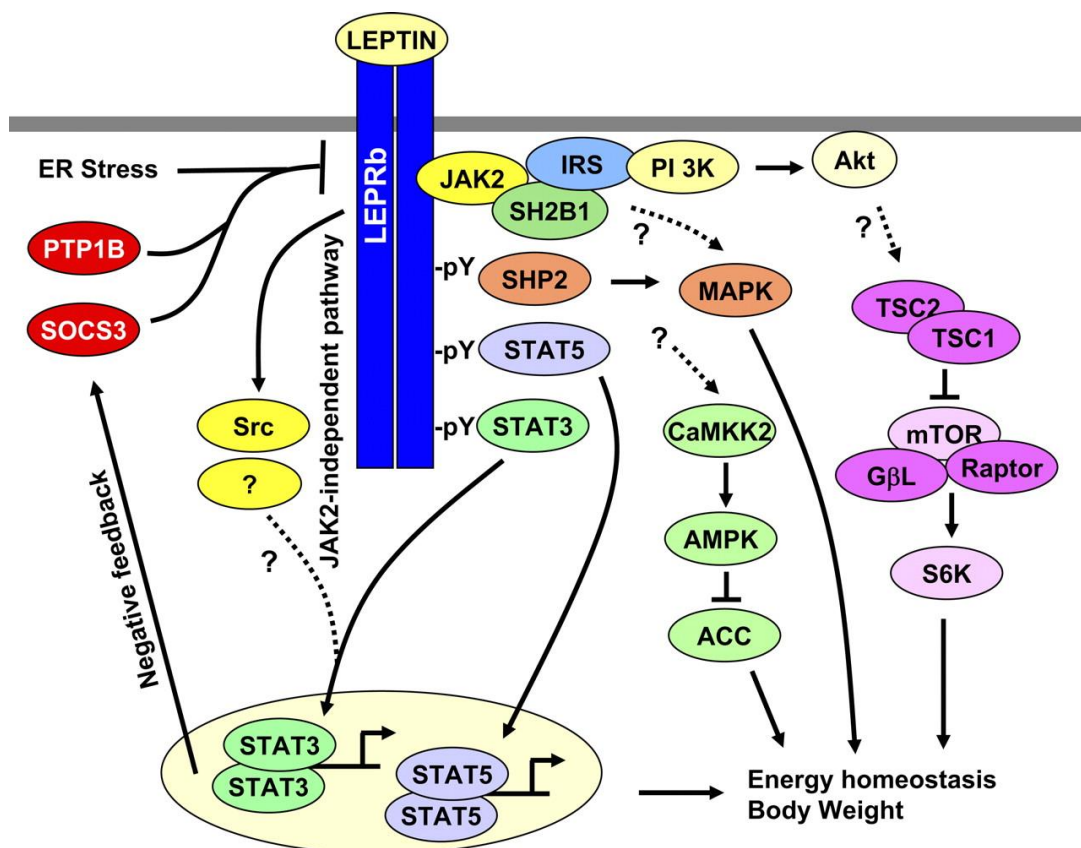 LEPTIN
LEPRb
ER Stress
PTP1B
SOCS3
JAK2
IRS
PI 3K
Akt
SH2B1
?
?
-pY
SHP2
MAPK
TSC2
TSC1
-pY
STAT5
?
-pY
STAT3
CaMKK2
mTOR
GβL
Raptor
JAK2-independent pathway
Src
?
?
AMPK
S6K
ACC
Negative feedback
STAT3
STAT3
STAT5
STAT5
Energy homeostasis
Body Weight